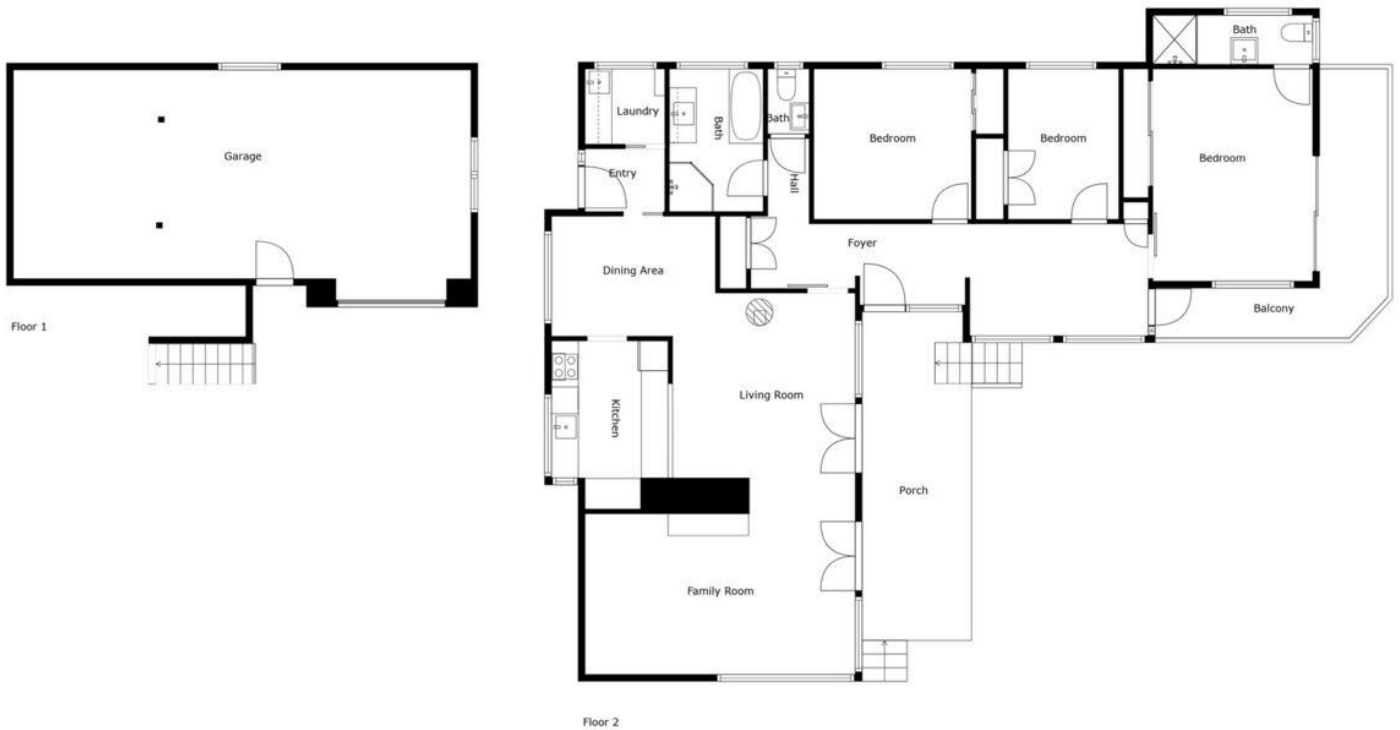 Garage
Floor 1
Laundry
Bath
Bath
Entry
Hall
Bedroom
Bedroom
Bath
Bedroom
Dining Area
Foyer
Balcony
Kitchen
Living Room
Porch
Family Room
Floor 2